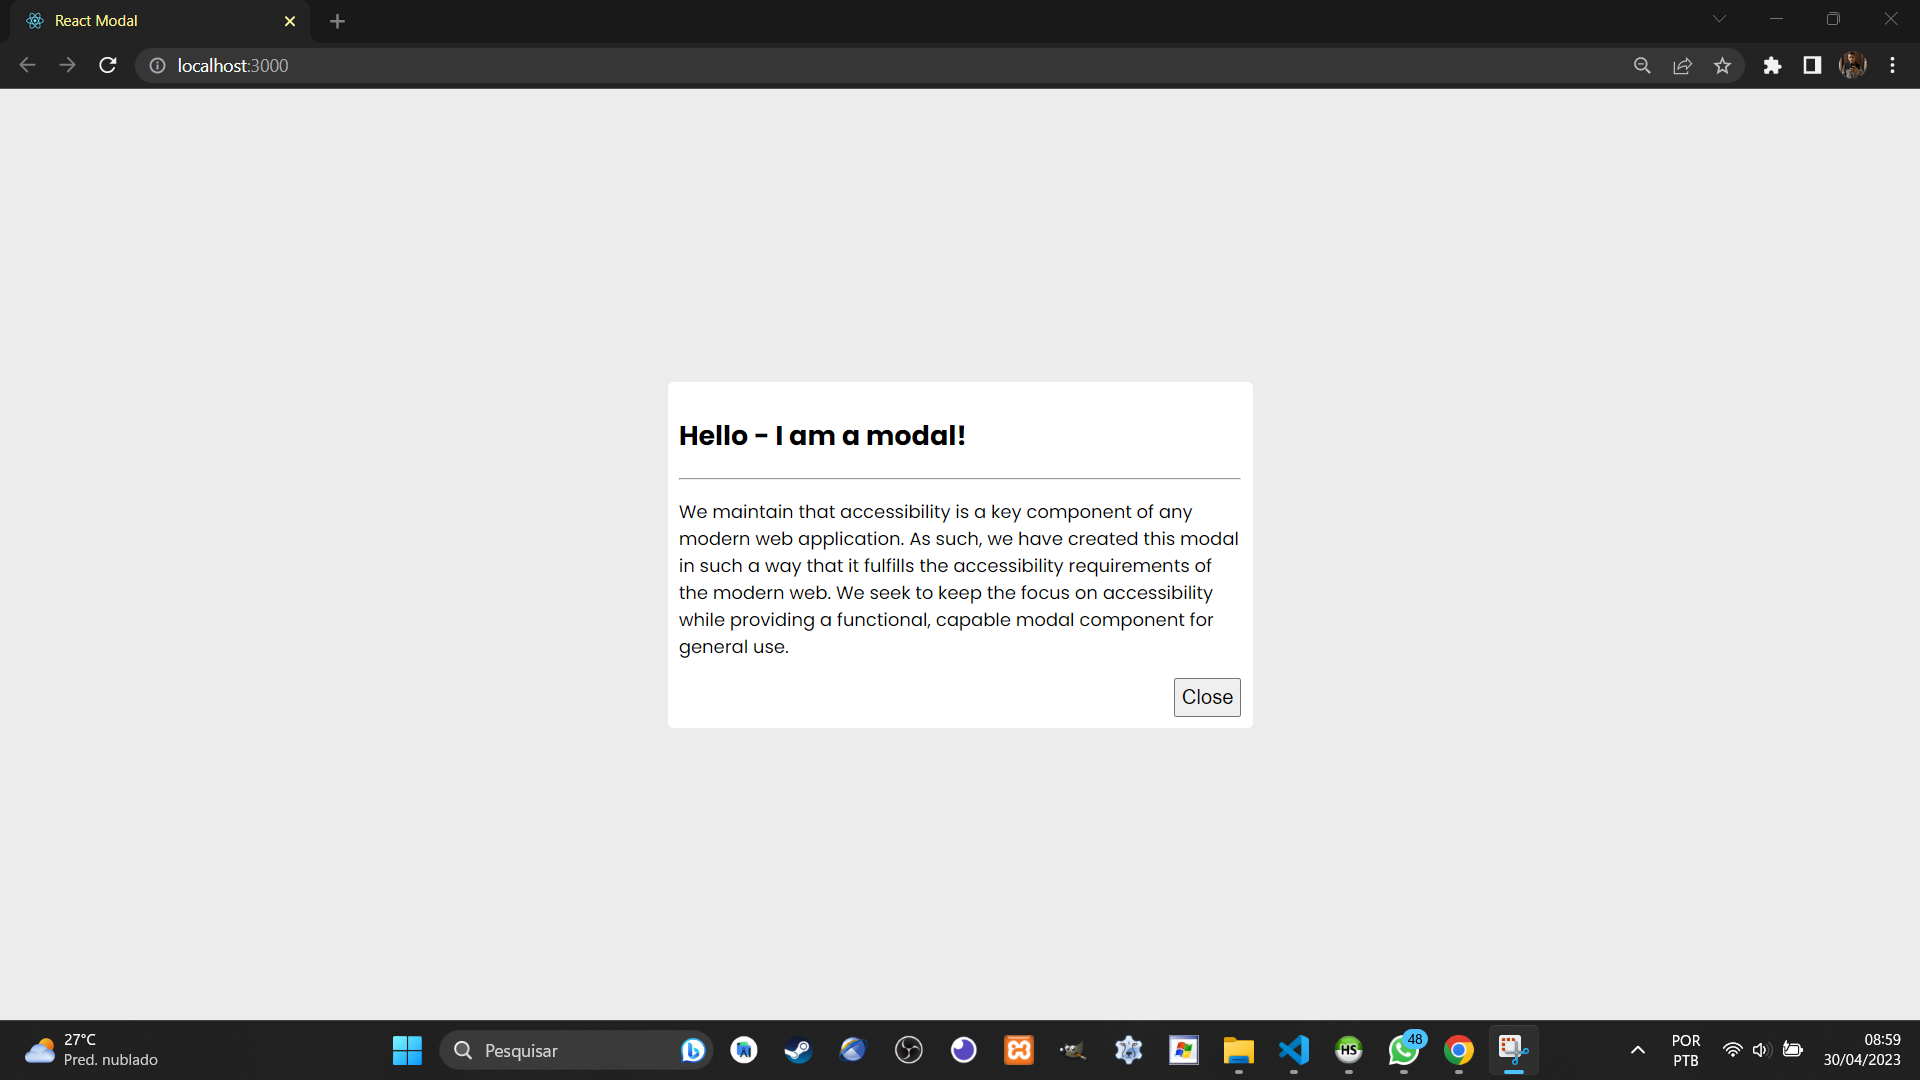 React Modal
localhost:3000
Hello - I am a modal!
We maintain that accessibility is a key component of any
modern web application. As such, we have created this modal
in such a way that it fulfills the accessibility requirements of
the modern web. We seek to keep the focus on accessibility
while providing a functional, capable modal component for
general use.
Close
27°C
Pred. nublado
Pesquisar
HS
48
POR
PTB
08:59
30/04/2023